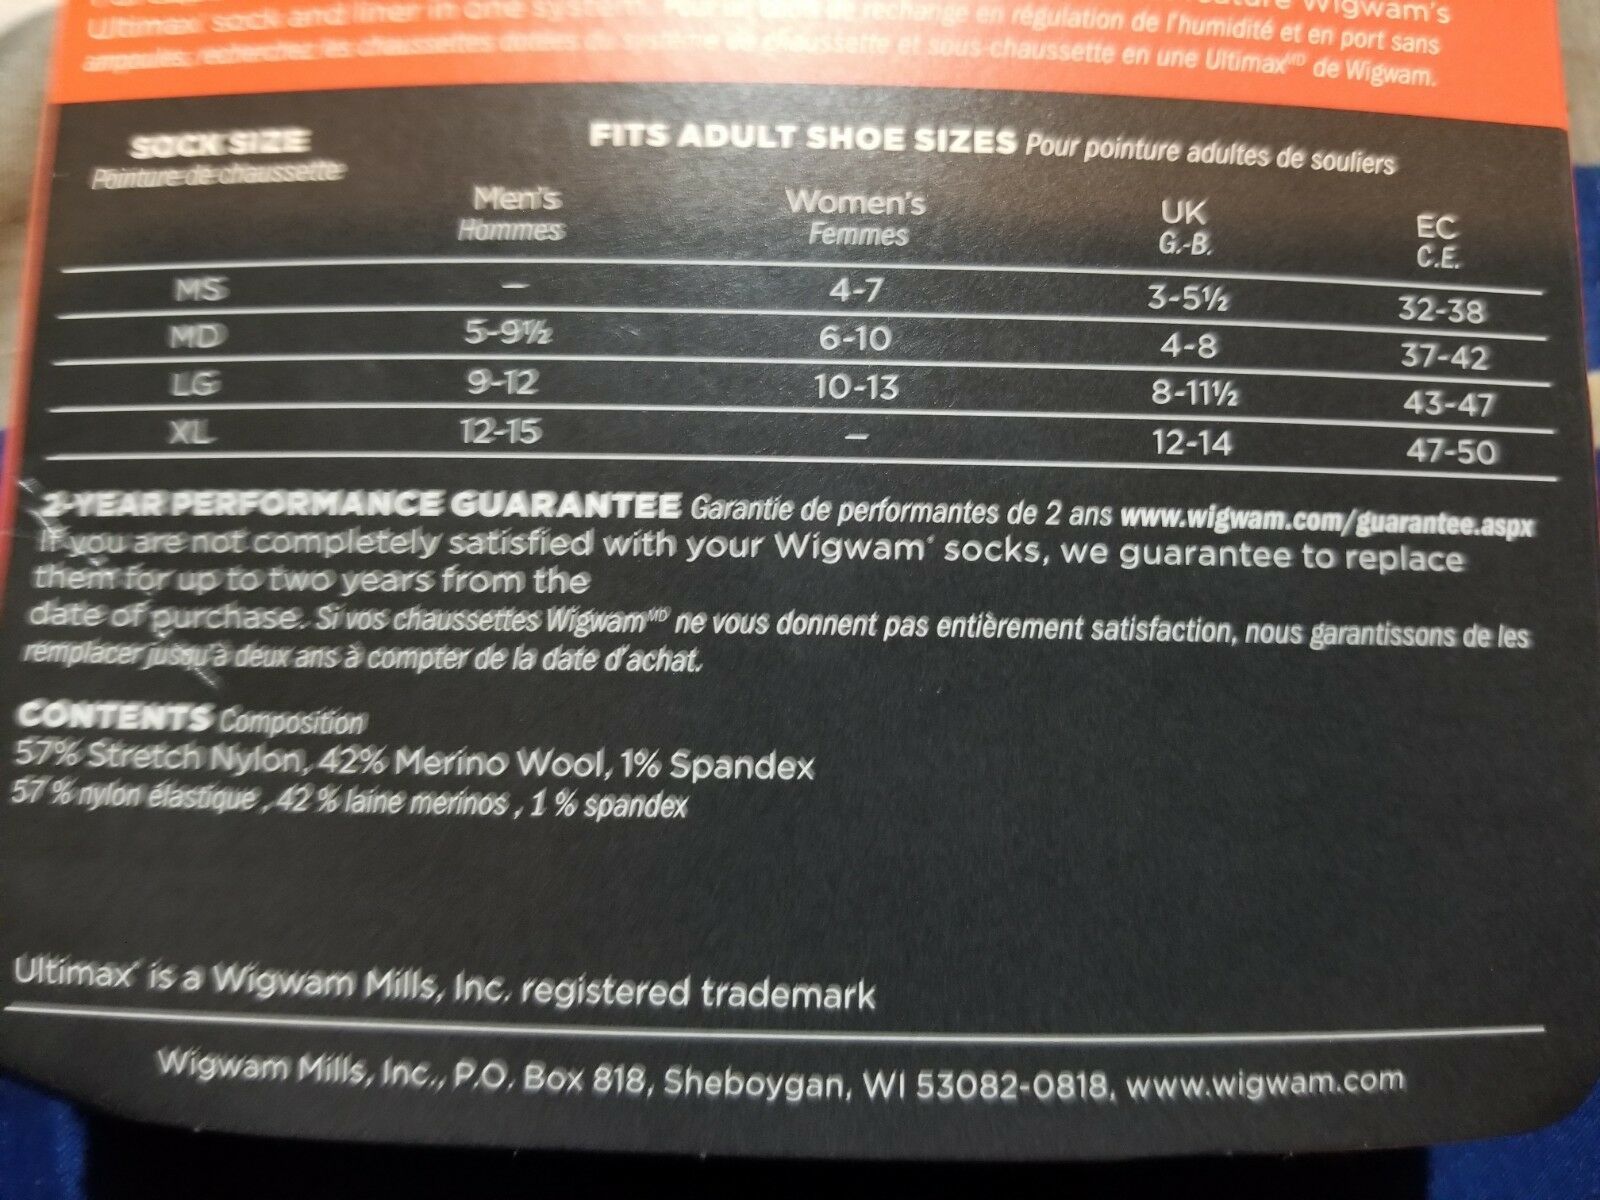 Wigwam's
Ultimax sock and liner in one system. Pour un de rechange en régulation de l'humidité et en port sans
ampoules, recherchez les chaussettes dotées du système de chaussette et sous-chaussette en une Ultimax MD de Wigwam.
SOCK SIZE FITS ADULT SHOE SIZES Pour pointure adultes de souliers
Pointure de chaussette
Men's Women's UK EC
Hommes Femmes G.-B. C.E.
MS – 4-7 3-5½ 32-38
MD 5-9½ 6-10 4-8 37-42
LG 9-12 10-13 8-11½ 43-47
XL 12-15 – 12-14 47-50
2-YEAR PERFORMANCE GUARANTEE Garantie de performantes de 2 ans www.wigwam.com/guarantee.aspx
If you are not completely satisfied with your Wigwam® socks, we guarantee to replace
them for up to two years from the
date of purchase. Si vos chaussettes Wigwam MD ne vous donnent pas entièrement satisfaction, nous garantissons de les
remplacer jusqu'à deux ans à compter de la date d'achat.
CONTENTS Composition
57% Stretch Nylon, 42% Merino Wool, 1% Spandex
57 % nylon élastique , 42 % laine merinos , 1 % spandex
Ultimax® is a Wigwam Mills, Inc. registered trademark
Wigwam Mills, Inc., P.O. Box 818, Sheboygan, WI 53082-0818, www.wigwam.com